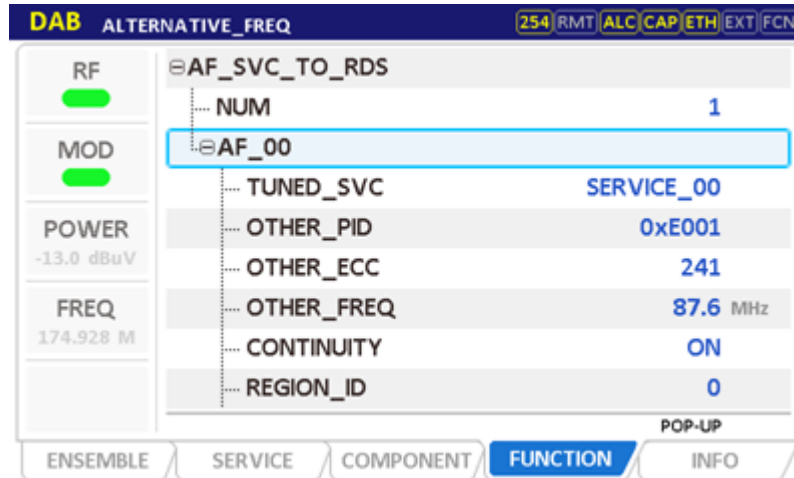 DAB ALTERNATIVE_FREQ 254 RMT ALC CAP ETH EXT FCN
RF
MOD
POWER
-13.0 dBuV
FREQ
174.928 M
AF_SVC_TO_RDS
NUM 1
AF_00
TUNED_SVC SERVICE_00
OTHER_PID 0xE001
OTHER_ECC 241
OTHER_FREQ 87.6 MHz
CONTINUITY ON
REGION_ID 0
POP-UP
ENSEMBLE SERVICE COMPONENT FUNCTION INFO